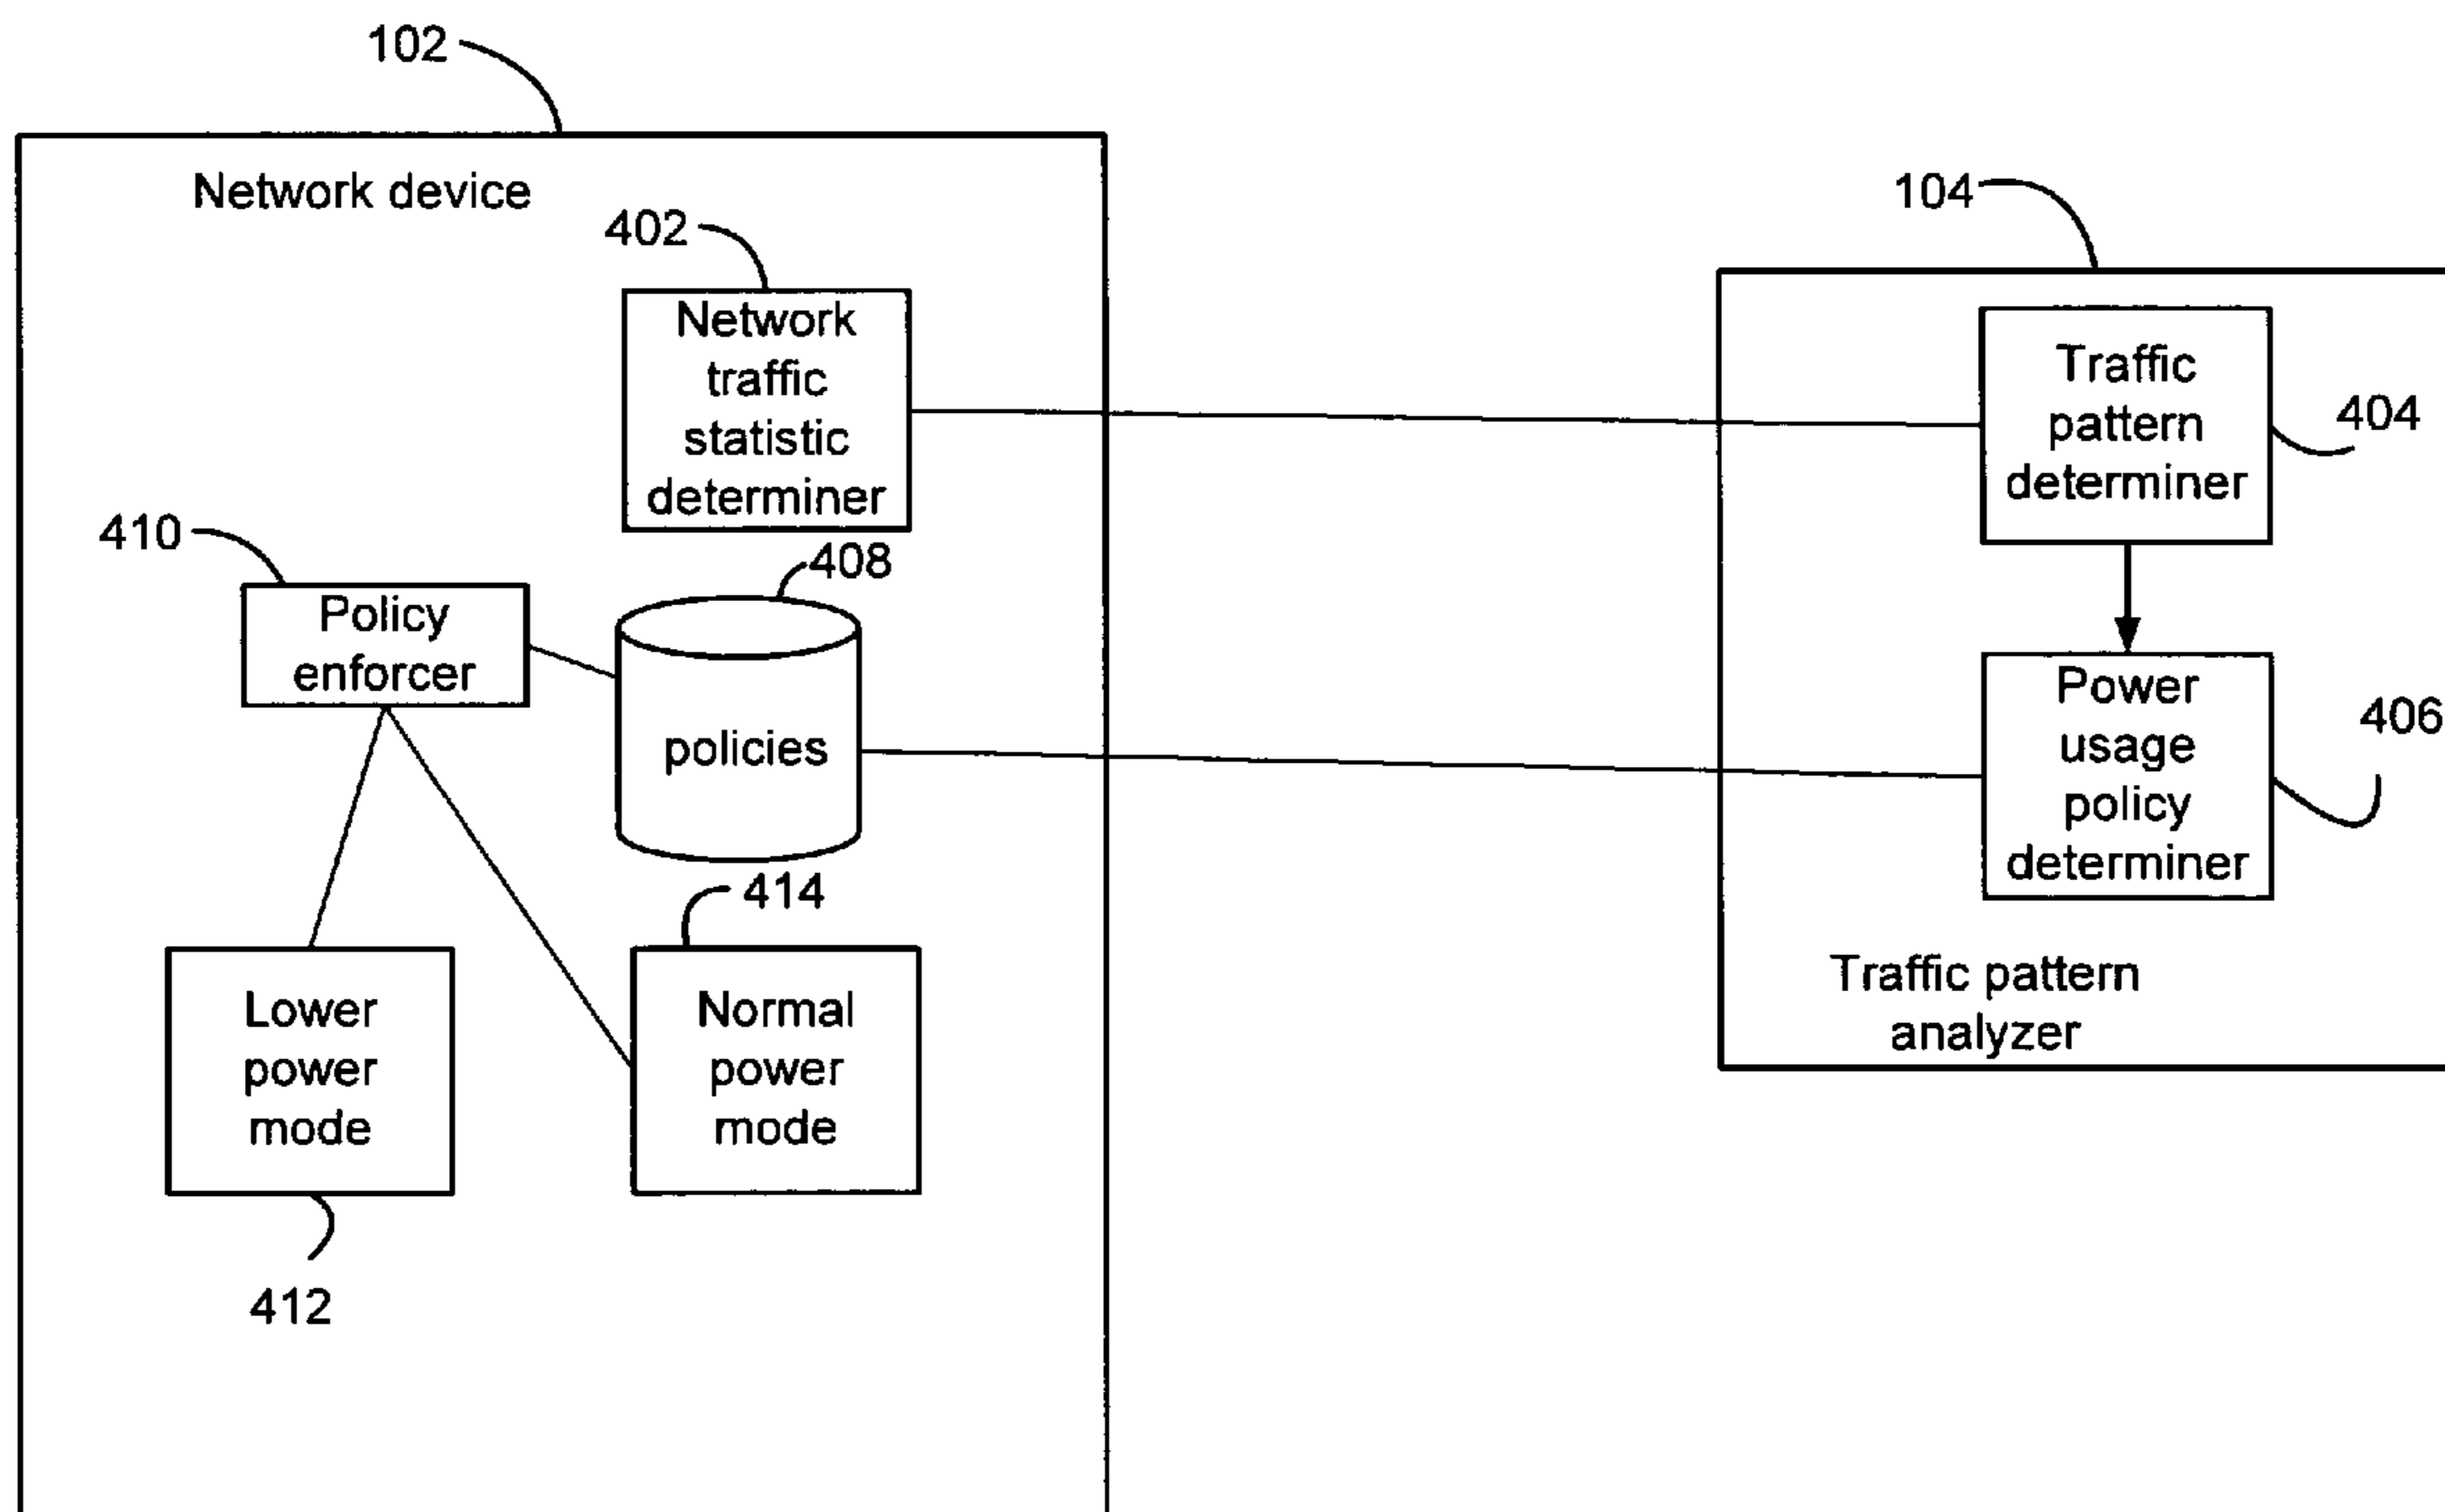 102
Network device
402
Network
traffic
statistic
determiner
410
Policy
enforcer
408
policies
414
Lower
power
mode
412
Normal
power
mode
104
Traffic
pattern
determiner
404
Power
usage
policy
determiner
406
Traffic pattern
analyzer